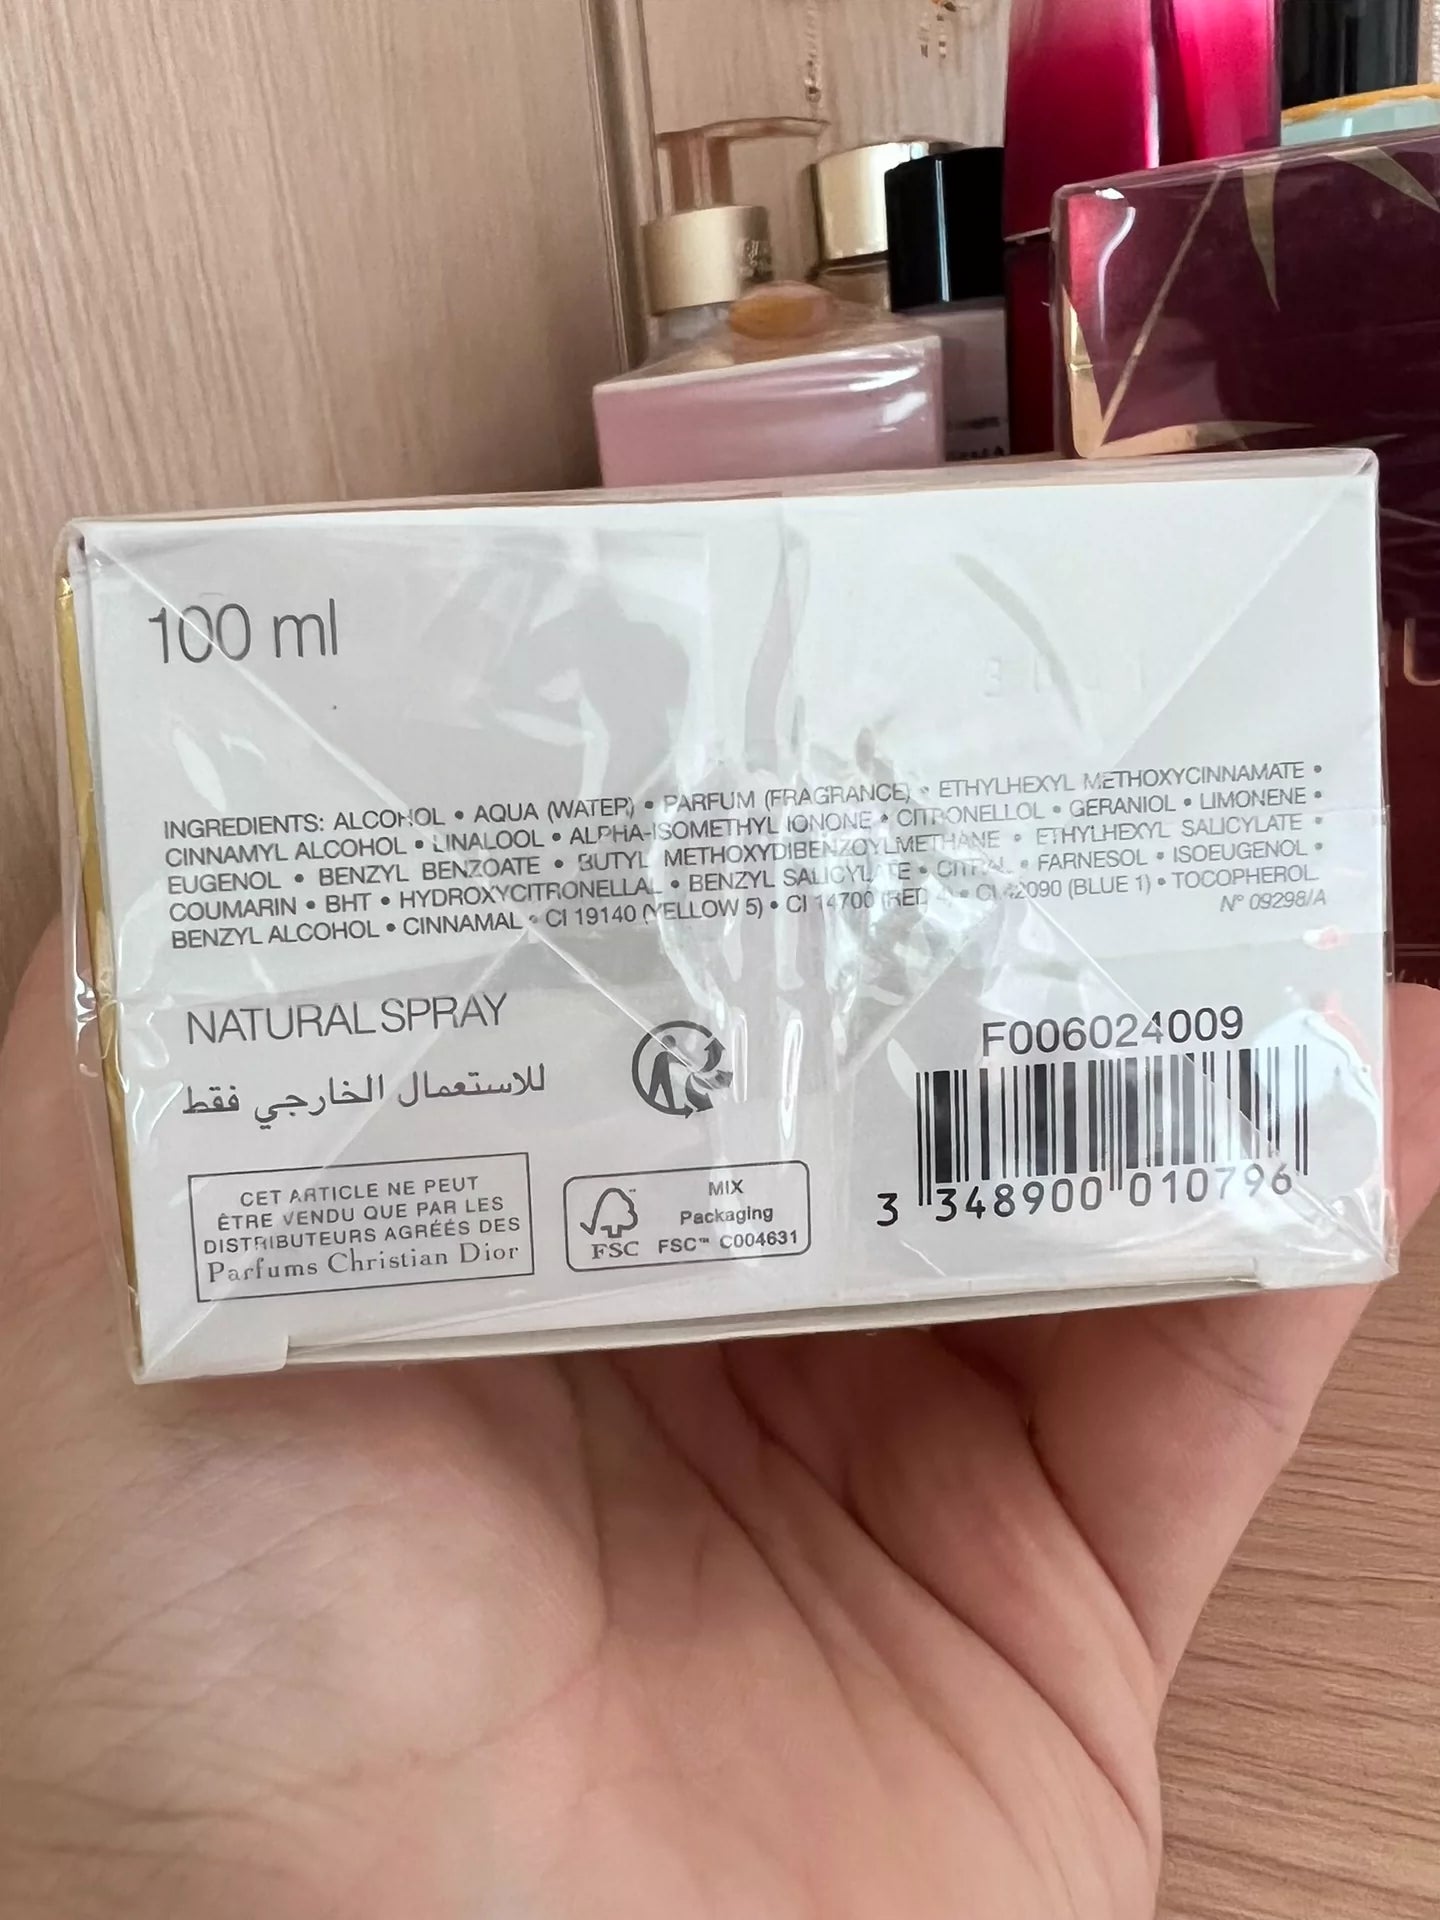 100 ml
INGREDIENTS: ALCOHOL • AQUA (WATER) • PARFUM (FRAGRANCE) • ETHYLHEXYL METHOXYCINNAMATE •
CINNAMYL ALCOHOL • LINALOOL • ALPHA-ISOMETHYL IONONE • CITRONELLOL • GERANIOL • LIMONENE •
EUGENOL • BENZYL BENZOATE • BUTYL METHOXYDIBENZOYLMETHANE • ETHYLHEXYL SALICYLATE •
COUMARIN • BHT • HYDROXYCITRONELLAL • BENZYL SALICYLATE • CITRAL • FARNESOL • ISOEUGENOL •
BENZYL ALCOHOL • CINNAMAL • CI 19140 (YELLOW 5) • CI 14700 (RED 4) • CI 42090 (BLUE 1) • TOCOPHEROL
N° 09298/A
NATURAL SPRAY
للاستعمال الخارجي فقط
CET ARTICLE NE PEUT
ÊTRE VENDU QUE PAR LES
DISTRIBUTEURS AGRÉÉS DES
Parfums Christian Dior
FSC
MIX
Packaging
FSC™ C004631
F006024009
3 348900 010796